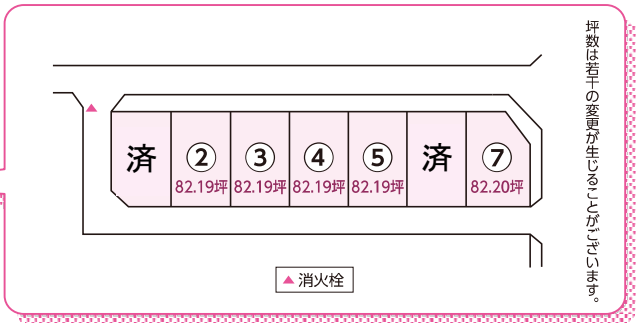 坪数は若干の変更が生じることがございます。
済
②
82.19坪
③
82.19坪
④
82.19坪
⑤
82.19坪
済
⑦
82.20坪
▲消火栓